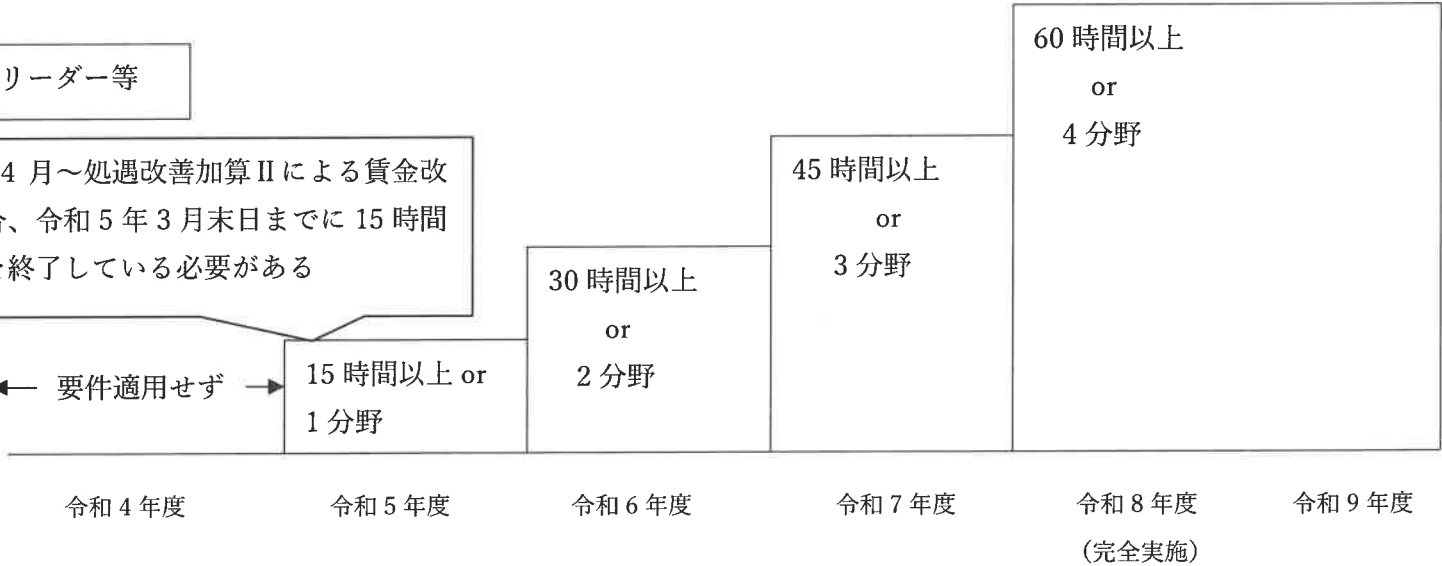 リーダー等
4 月～処遇改善加算Ⅱによる賃金改
、令和 5 年 3 月末日までに 15 時間
終了している必要がある
要件適用せず
15 時間以上 or
1 分野
30 時間以上
or
2 分野
45 時間以上
or
3 分野
60 時間以上
or
4 分野
令和 4 年度
令和 5 年度
令和 6 年度
令和 7 年度
令和 8 年度
令和 9 年度
(完全実施)